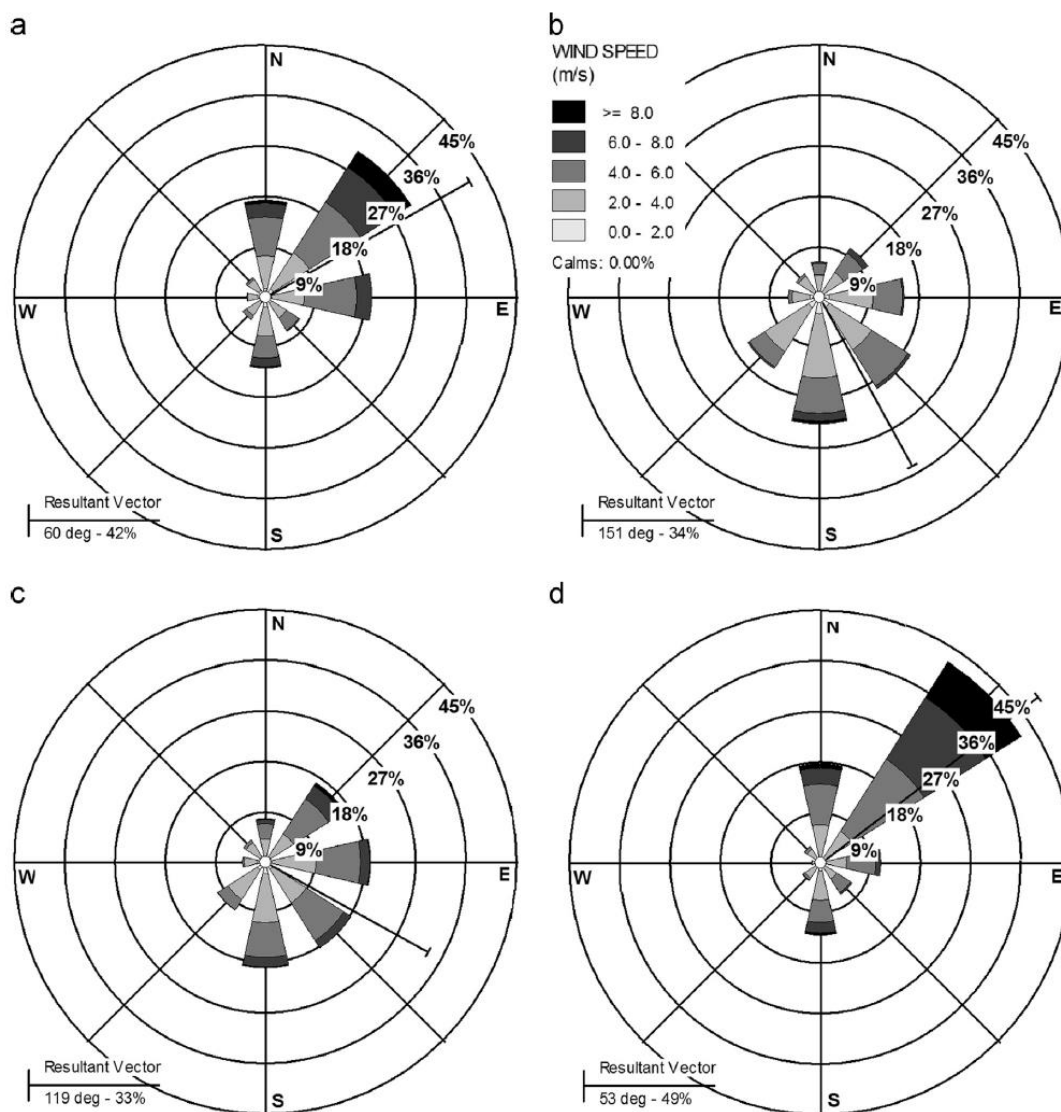 a
N
45%
36%
27%
18%
9%
W
E
S
Resultant Vector
60 deg - 42%
b
WIND SPEED
(m/s)
>= 8.0
6.0 - 8.0
4.0 - 6.0
2.0 - 4.0
0.0 - 2.0
Calms: 0.00%
N
45%
36%
27%
18%
9%
W
E
S
Resultant Vector
151 deg - 34%
c
N
45%
36%
27%
18%
9%
W
E
S
Resultant Vector
119 deg - 33%
d
N
45%
36%
27%
18%
9%
W
E
S
Resultant Vector
53 deg - 49%